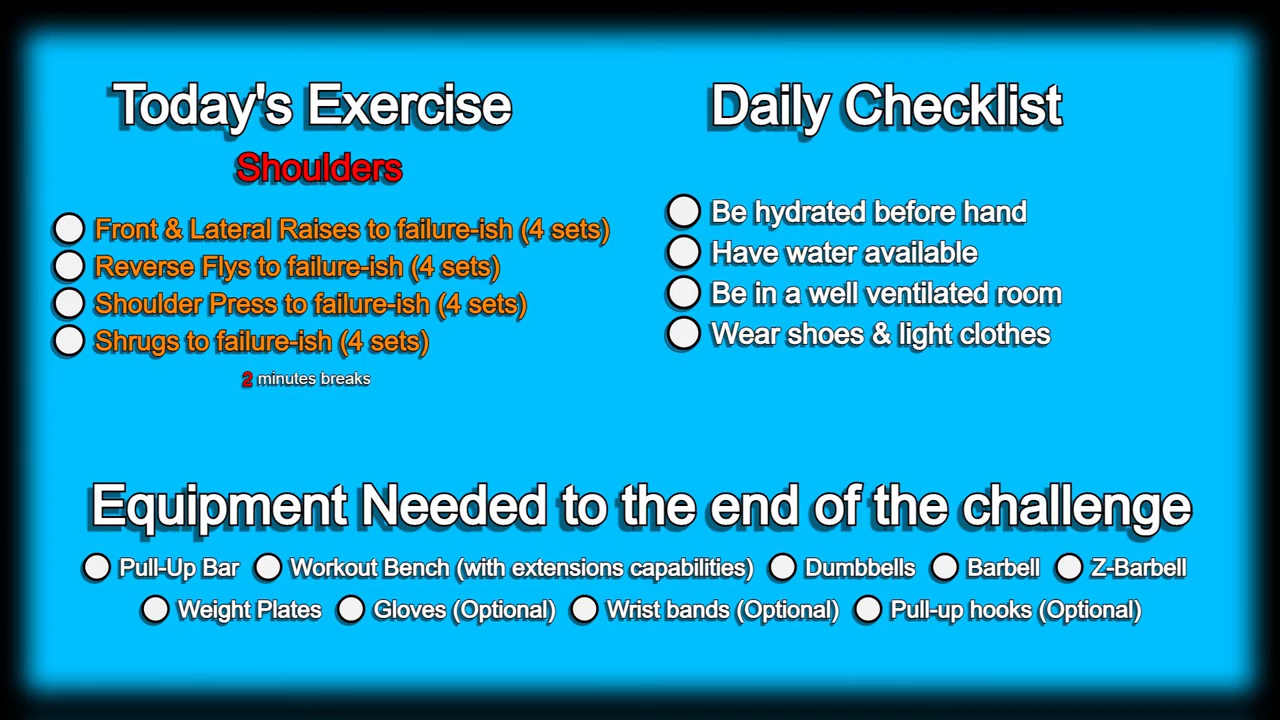 Today's Exercise
Shoulders
Front & Lateral Raises to failure-ish (4 sets)
Reverse Flys to failure-ish (4 sets)
Shoulder Press to failure-ish (4 sets)
Shrugs to failure-ish (4 sets)
2 minutes breaks
Daily Checklist
Be hydrated before hand
Have water available
Be in a well ventilated room
Wear shoes & light clothes
Equipment Needed to the end of the challenge
Pull-Up Bar Workout Bench (with extensions capabilities) Dumbbells Barbell Z-Barbell
Weight Plates Gloves (Optional) Wrist bands (Optional) Pull-up hooks (Optional)